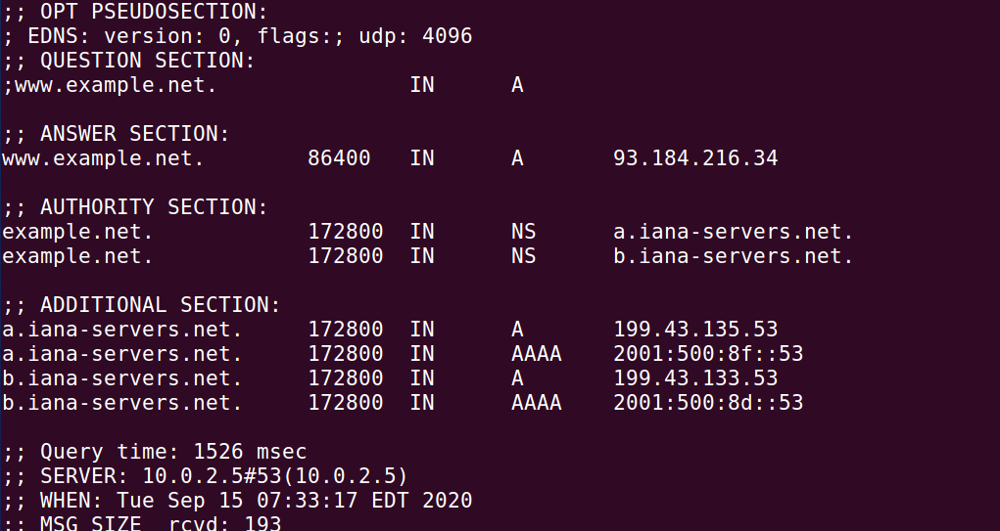 ;; OPT PSEUDOSECTION:
; EDNS: version: 0, flags:; udp: 4096
;; QUESTION SECTION:
;www.example.net. IN A
;; ANSWER SECTION:
www.example.net. 86400 IN A 93.184.216.34
;; AUTHORITY SECTION:
example.net. 172800 IN NS a.iana-servers.net.
example.net. 172800 IN NS b.iana-servers.net.
;; ADDITIONAL SECTION:
a.iana-servers.net. 172800 IN A 199.43.135.53
a.iana-servers.net. 172800 IN AAAA 2001:500:8f::53
b.iana-servers.net. 172800 IN A 199.43.133.53
b.iana-servers.net. 172800 IN AAAA 2001:500:8d::53
;; Query time: 1526 msec
;; SERVER: 10.0.2.5#53(10.0.2.5)
;; WHEN: Tue Sep 15 07:33:17 EDT 2020
;; MSG SIZE rcvd: 193